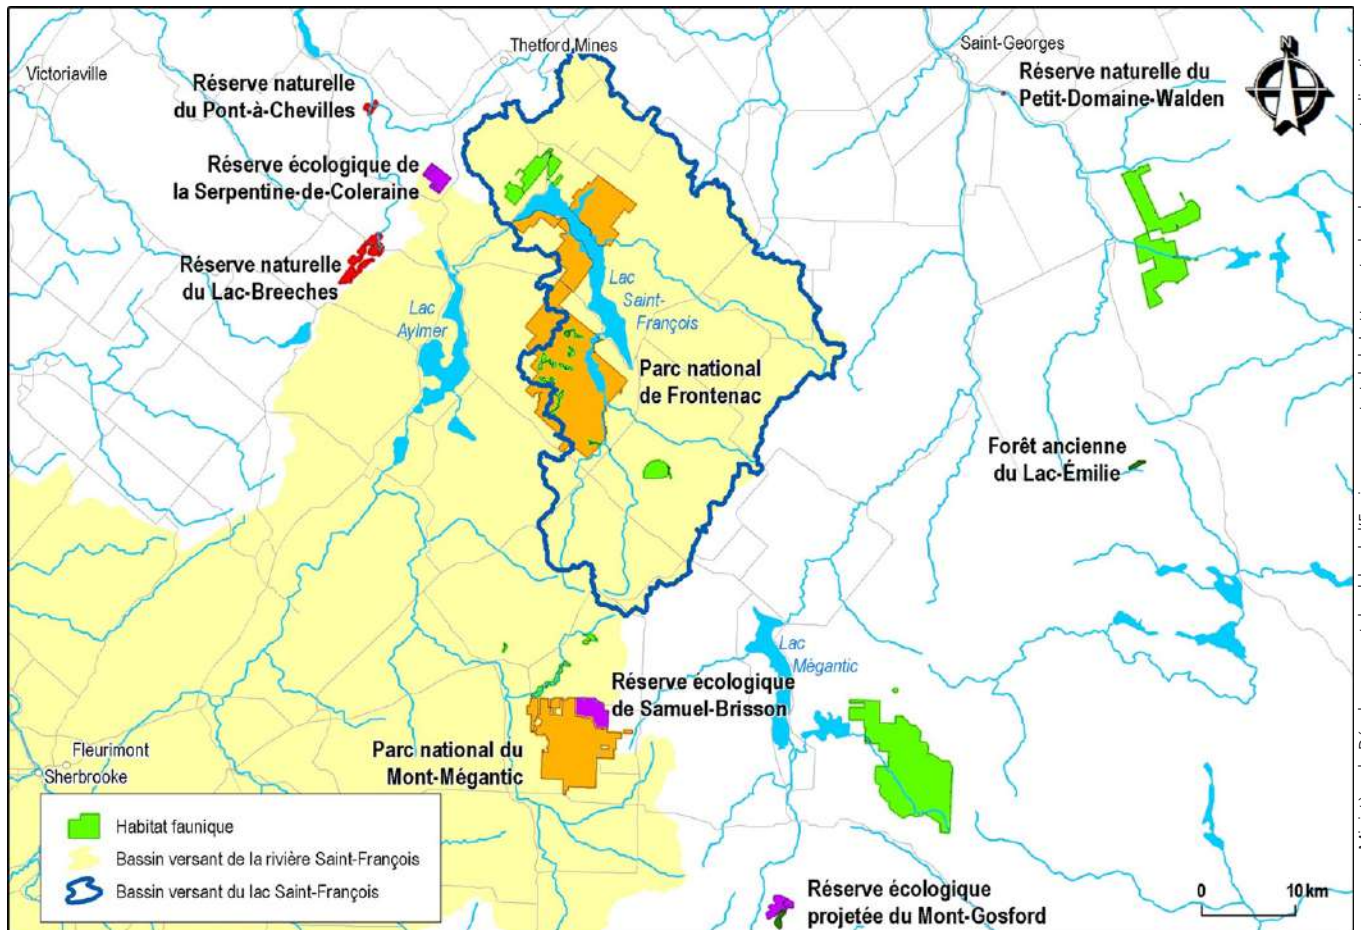 Thetford Mines
Saint-Georges
Victoriaville
Réserve naturelle
du Pont-à-Chevilles
Réserve naturelle du
Petit-Domaine-Walden
N
Réserve écologique de
la Serpentine-de-Coleraine
Réserve naturelle
du Lac-Breeches
Lac
Aylmer
Lac
Saint-
François
Parc national
de Frontenac
Forêt ancienne
du Lac-Émilie
Lac
Mégantic
Réserve écologique
de Samuel-Brisson
Parc national du
Mont-Mégantic
Fleurimont
Sherbrooke
Habitat faunique
Bassin versant de la rivière Saint-François
Bassin versant du lac Saint-François
Réserve écologique
projetée du Mont-Gosford
0 10 km